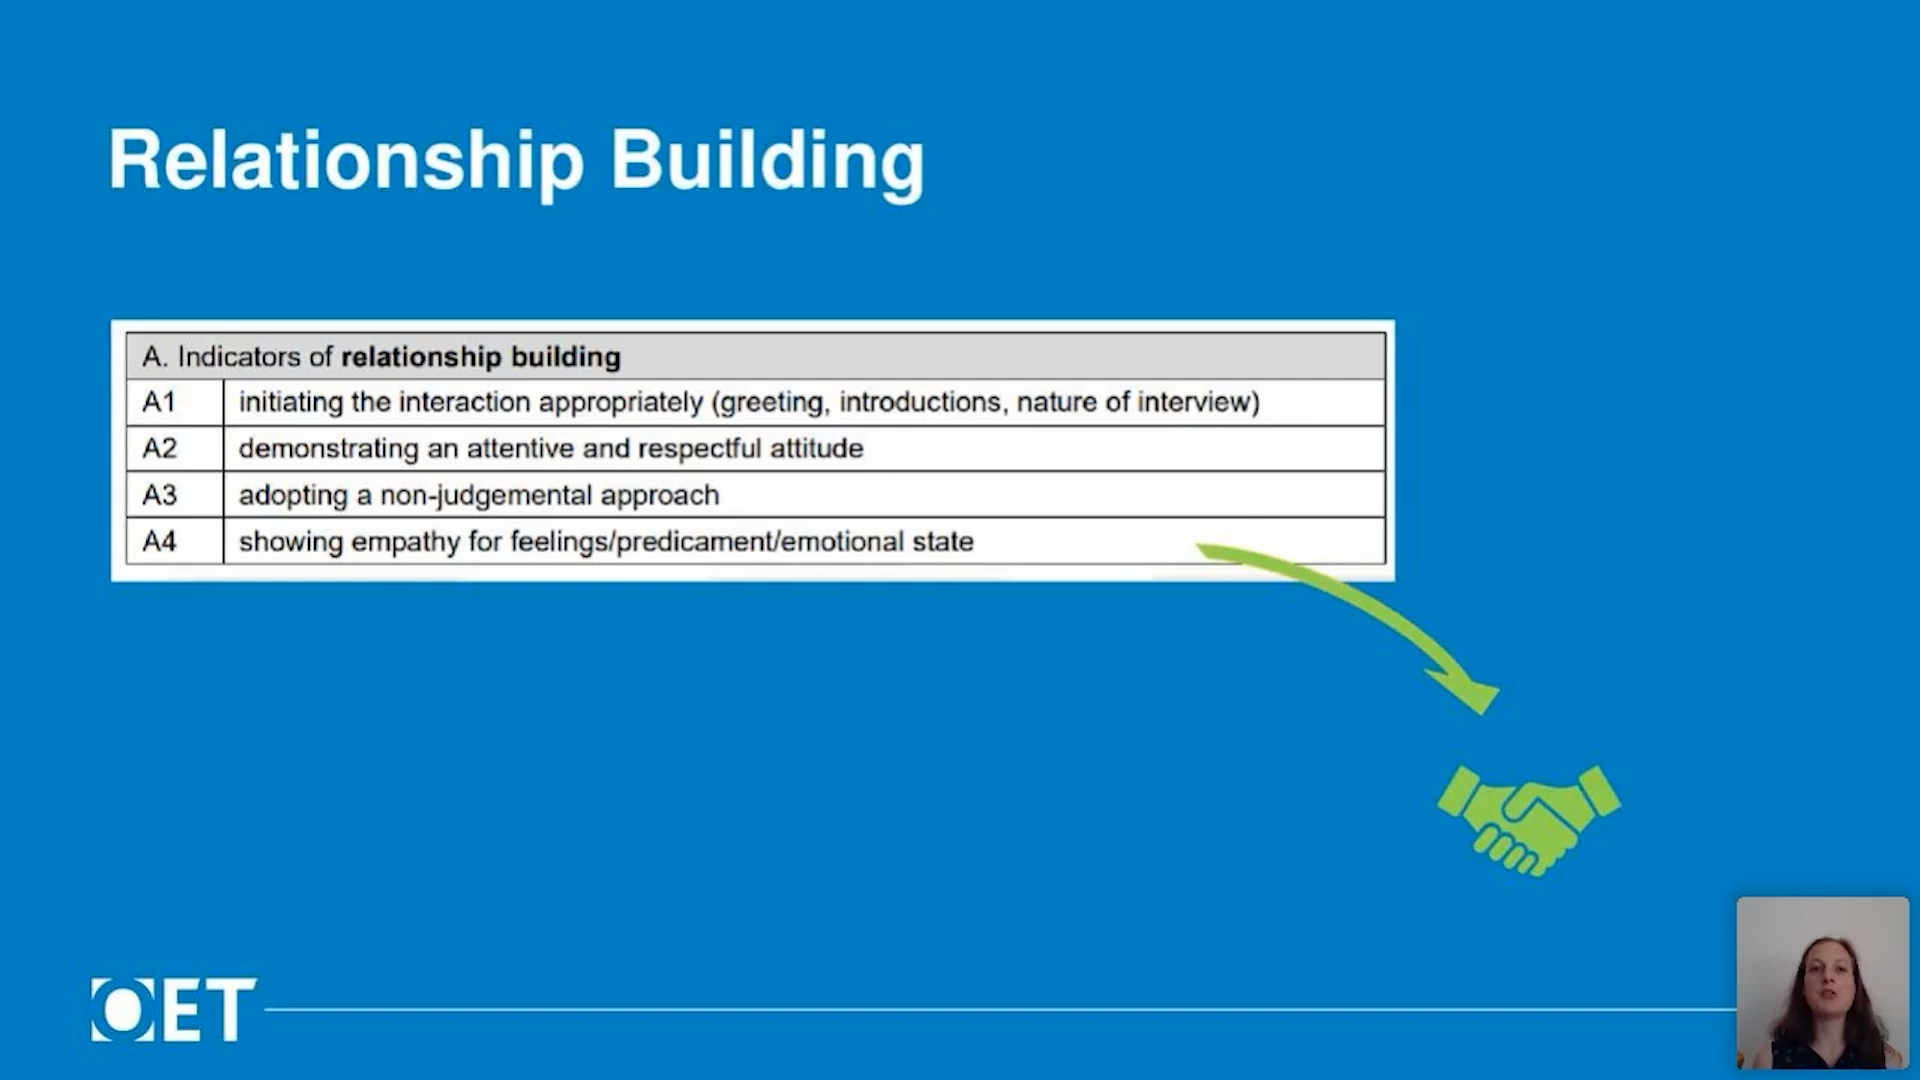 Relationship Building
A. Indicators of relationship building
A1 initiating the interaction appropriately (greeting, introductions, nature of interview)
A2 demonstrating an attentive and respectful attitude
A3 adopting a non-judgemental approach
A4 showing empathy for feelings/predicament/emotional state
OET